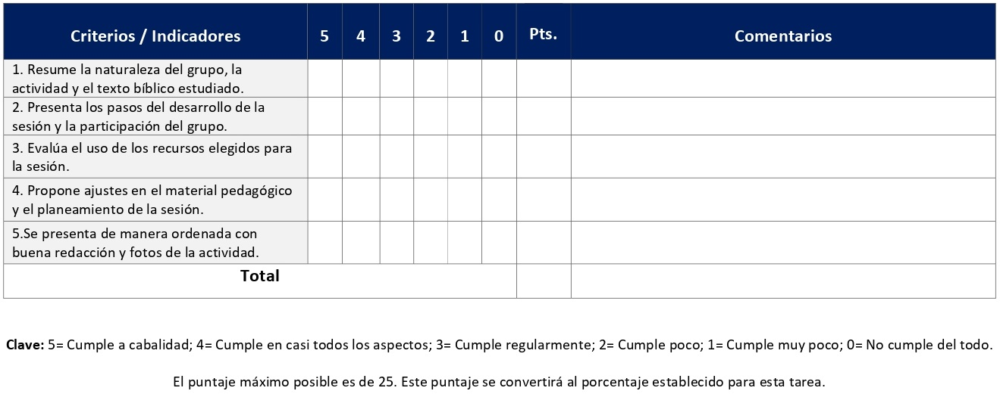 Criterios / Indicadores 5 4 3 2 1 0 Pts. Comentarios
1. Resume la naturaleza del grupo, la
actividad y el texto bíblico estudiado.
2. Presenta los pasos del desarrollo de la
sesión y la participación del grupo.
3. Evalúa el uso de los recursos elegidos para
la sesión.
4. Propone ajustes en el material pedagógico
y el planeamiento de la sesión.
5.Se presenta de manera ordenada con
buena redacción y fotos de la actividad.
Total
Clave: 5= Cumple a cabalidad; 4= Cumple en casi todos los aspectos; 3= Cumple regularmente; 2= Cumple poco; 1= Cumple muy poco; 0= No cumple del todo.
El puntaje máximo posible es de 25. Este puntaje se convertirá al porcentaje establecido para esta tarea.